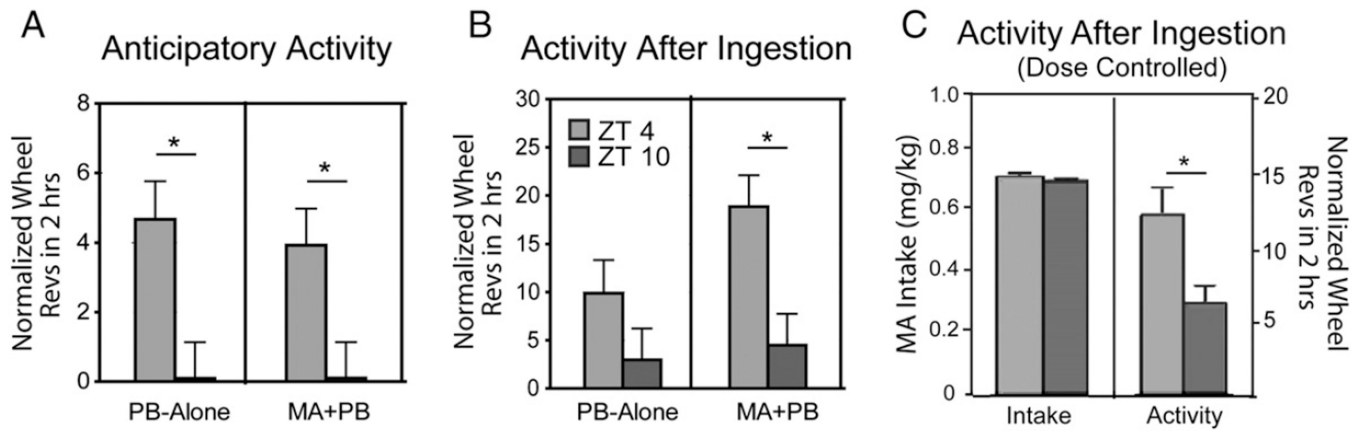 A
Anticipatory Activity
Normalized Wheel
Revs in 2 hrs
8
6
4
2
0
*
*
PB-Alone
MA+PB
B
Activity After Ingestion
Normalized Wheel
Revs in 2 hrs
30
25
20
15
10
5
0
ZT 4
ZT 10
*
PB-Alone
MA+PB
C
Activity After Ingestion
(Dose Controlled)
MA Intake (mg/kg)
1.0
0.8
0.6
0.4
0.2
0
*
20
15
10
5
Normalized Wheel
Revs in 2 hrs
Intake
Activity